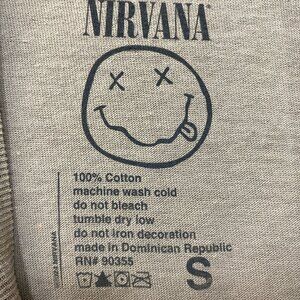 NIRVANA
100% Cotton
machine wash cold
do not bleach
tumble dry low
do not iron decoration
made in Dominican Republic
RN# 90355
S
NIRVANA